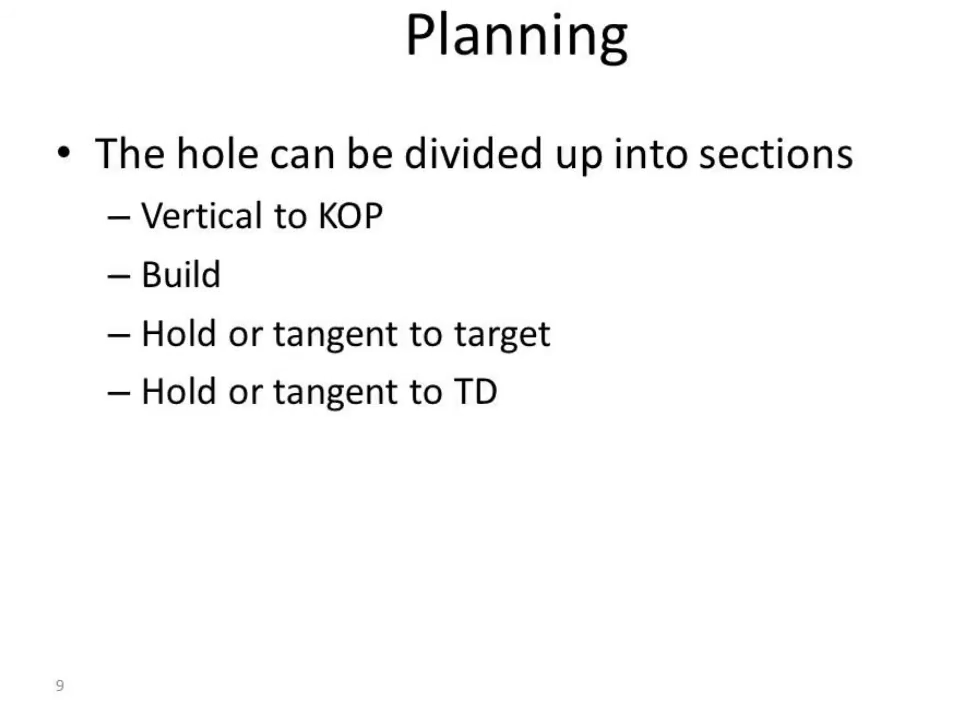 Planning
• The hole can be divided up into sections
– Vertical to KOP
– Build
– Hold or tangent to target
– Hold or tangent to TD
9